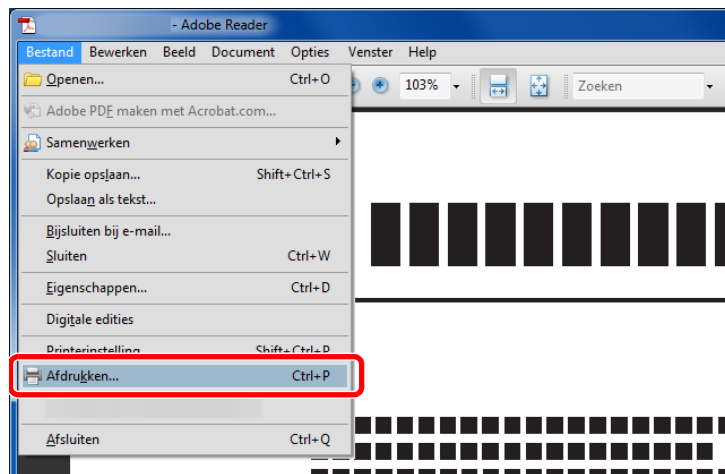 - Adobe Reader
Bestand Bewerken Beeld Document Opties Venster Help
Openen... Ctrl+O
103% Zoeken
Adobe PDF maken met Acrobat.com...
Samenwerken
Kopie opslaan... Shift+Ctrl+S
Opslaan als tekst...
Bijsluiten bij e-mail...
Sluiten Ctrl+W
Eigenschappen... Ctrl+D
Digitale edities
Printerinstelling Shift+Ctrl+P
Afdrukken... Ctrl+P
Afsluiten Ctrl+Q